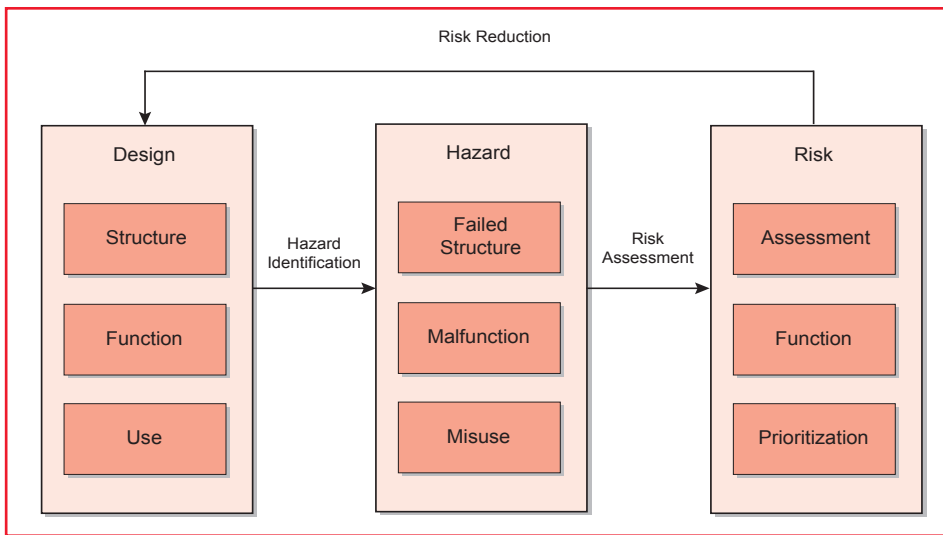 Risk Reduction
Design
Structure
Function
Use
Hazard
Identification
Hazard
Failed
Structure
Malfunction
Misuse
Risk
Assessment
Risk
Assessment
Function
Prioritization